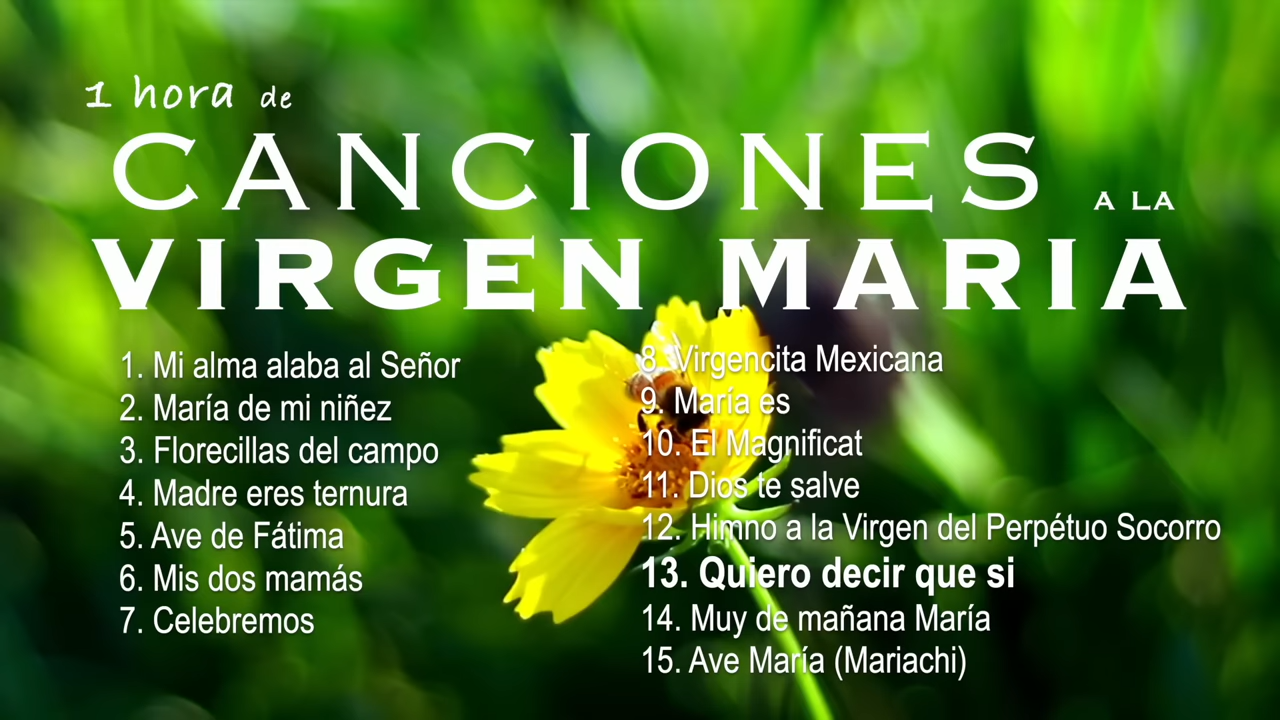 1 hora de
CANCIONES A LA
VIRGEN MARIA
1. Mi alma alaba al Señor
2. María de mi niñez
3. Florecillas del campo
4. Madre eres ternura
5. Ave de Fátima
6. Mis dos mamás
7. Celebremos
8. Virgencita Mexicana
9. María es
10. El Magnificat
11. Dios te salve
12. Himno a la Virgen del Perpétuo Socorro
13. Quiero decir que si
14. Muy de mañana María
15. Ave María (Mariachi)